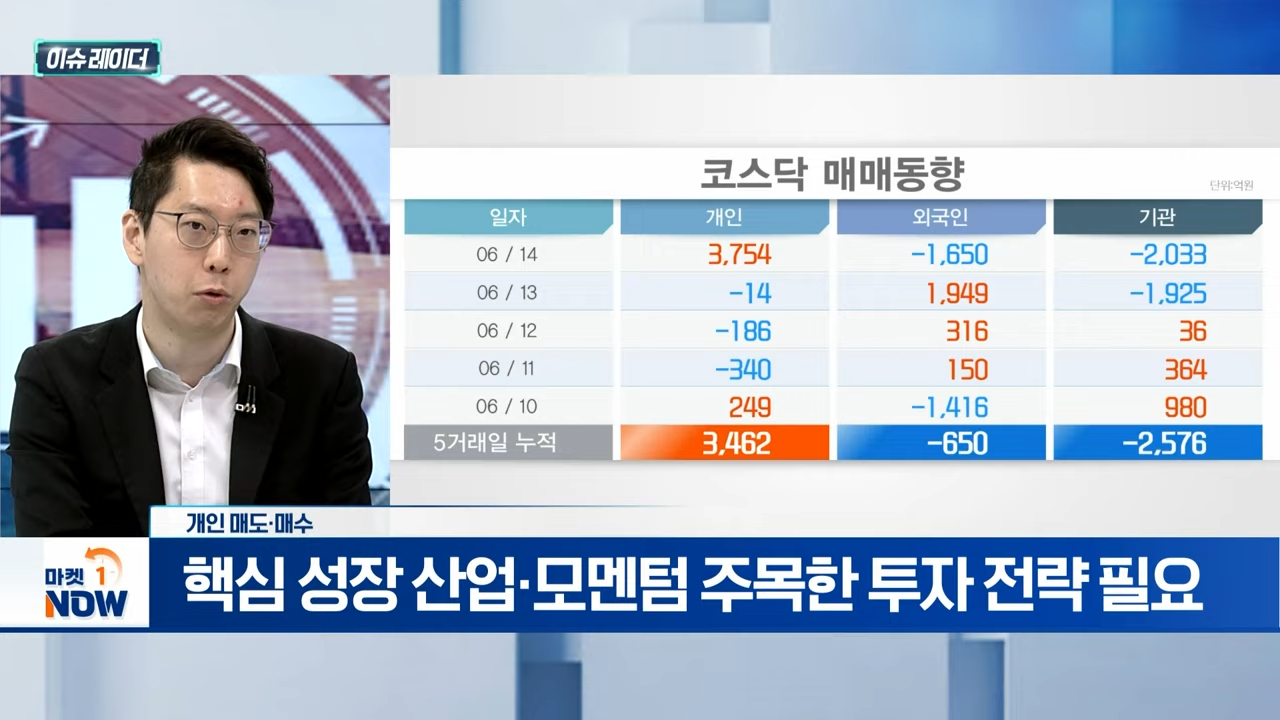 이슈 레이더
코스닥 매매동향
단위:억원
일자 개인 외국인 기관
06 / 14 3,754 -1,650 -2,033
06 / 13 -14 1,949 -1,925
06 / 12 -186 316 36
06 / 11 -340 150 364
06 / 10 249 -1,416 980
5거래일 누적 3,462 -650 -2,576
개인 매도·매수
마켓 1
NOW
핵심 성장 산업·모멘텀 주목한 투자 전략 필요